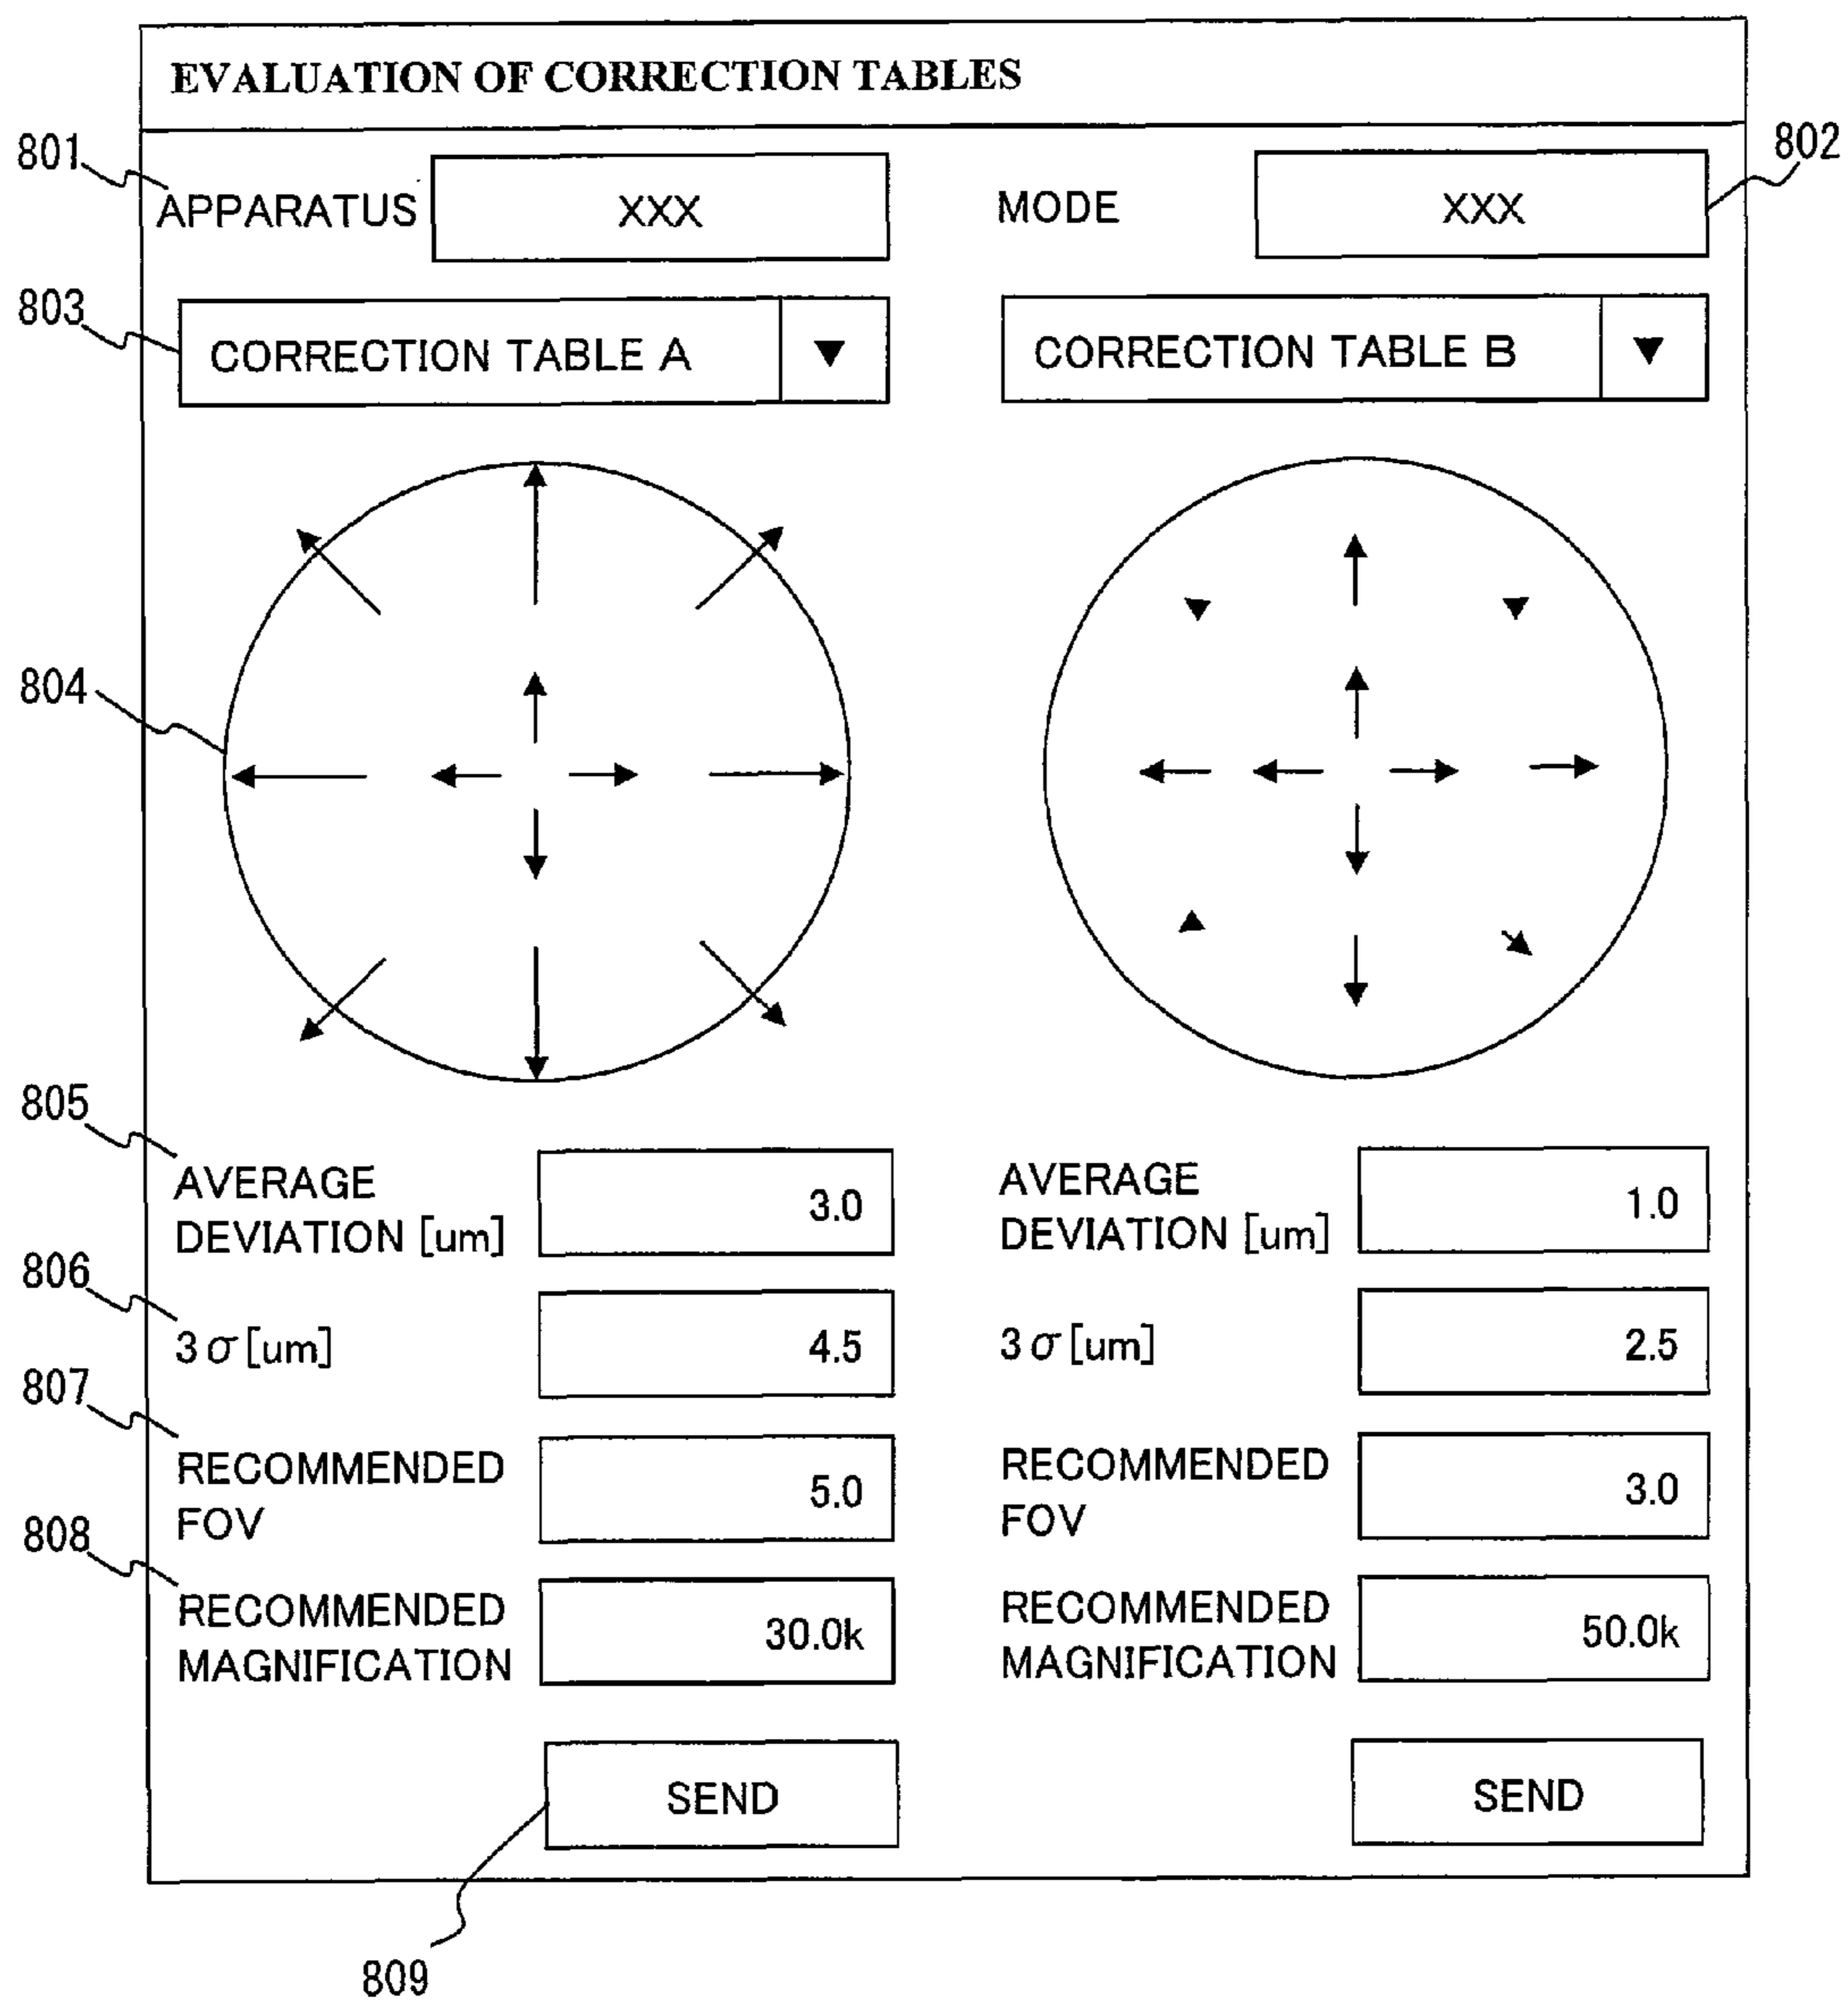 EVALUATION OF CORRECTION TABLES
801
802
APPARATUS XXX MODE XXX
803
CORRECTION TABLE A ▼ CORRECTION TABLE B ▼
804
805
AVERAGE
DEVIATION [um] 3.0
AVERAGE
DEVIATION [um] 1.0
806
3σ[um] 4.5
3σ[um] 2.5
807
RECOMMENDED
FOV 5.0
RECOMMENDED
FOV 3.0
808
RECOMMENDED
MAGNIFICATION 30.0k
RECOMMENDED
MAGNIFICATION 50.0k
SEND SEND
809